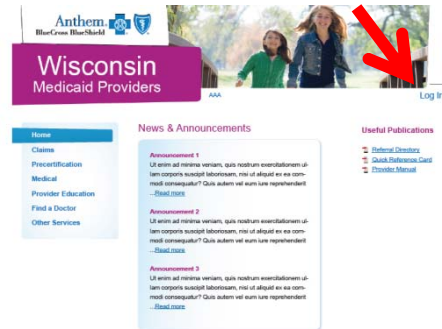 Anthem.
BlueCross BlueShield
Wisconsin
Medicaid Providers
AAA
Log In
Home
Claims
Precertification
Medical
Provider Education
Find a Doctor
Other Services
News & Announcements
Announcement 1
Ut enim ad minima veniam, quis nostrum exercitationem ul-
lam corporis suscipit laboriosam, nisi ut aliquid ex ea com-
modi consequatur? Quis autem vel eum iure reprehenderit
...Read more
Announcement 2
Ut enim ad minima veniam, quis nostrum exercitationem ul-
lam corporis suscipit laboriosam, nisi ut aliquid ex ea com-
modi consequatur? Quis autem vel eum iure reprehenderit
...Read more
Announcement 3
Ut enim ad minima veniam, quis nostrum exercitationem ul-
lam corporis suscipit laboriosam, nisi ut aliquid ex ea com-
modi consequatur? Quis autem vel eum iure reprehenderit
...Read more
Useful Publications
Referral Directory
Quick Reference Card
Provider Manual